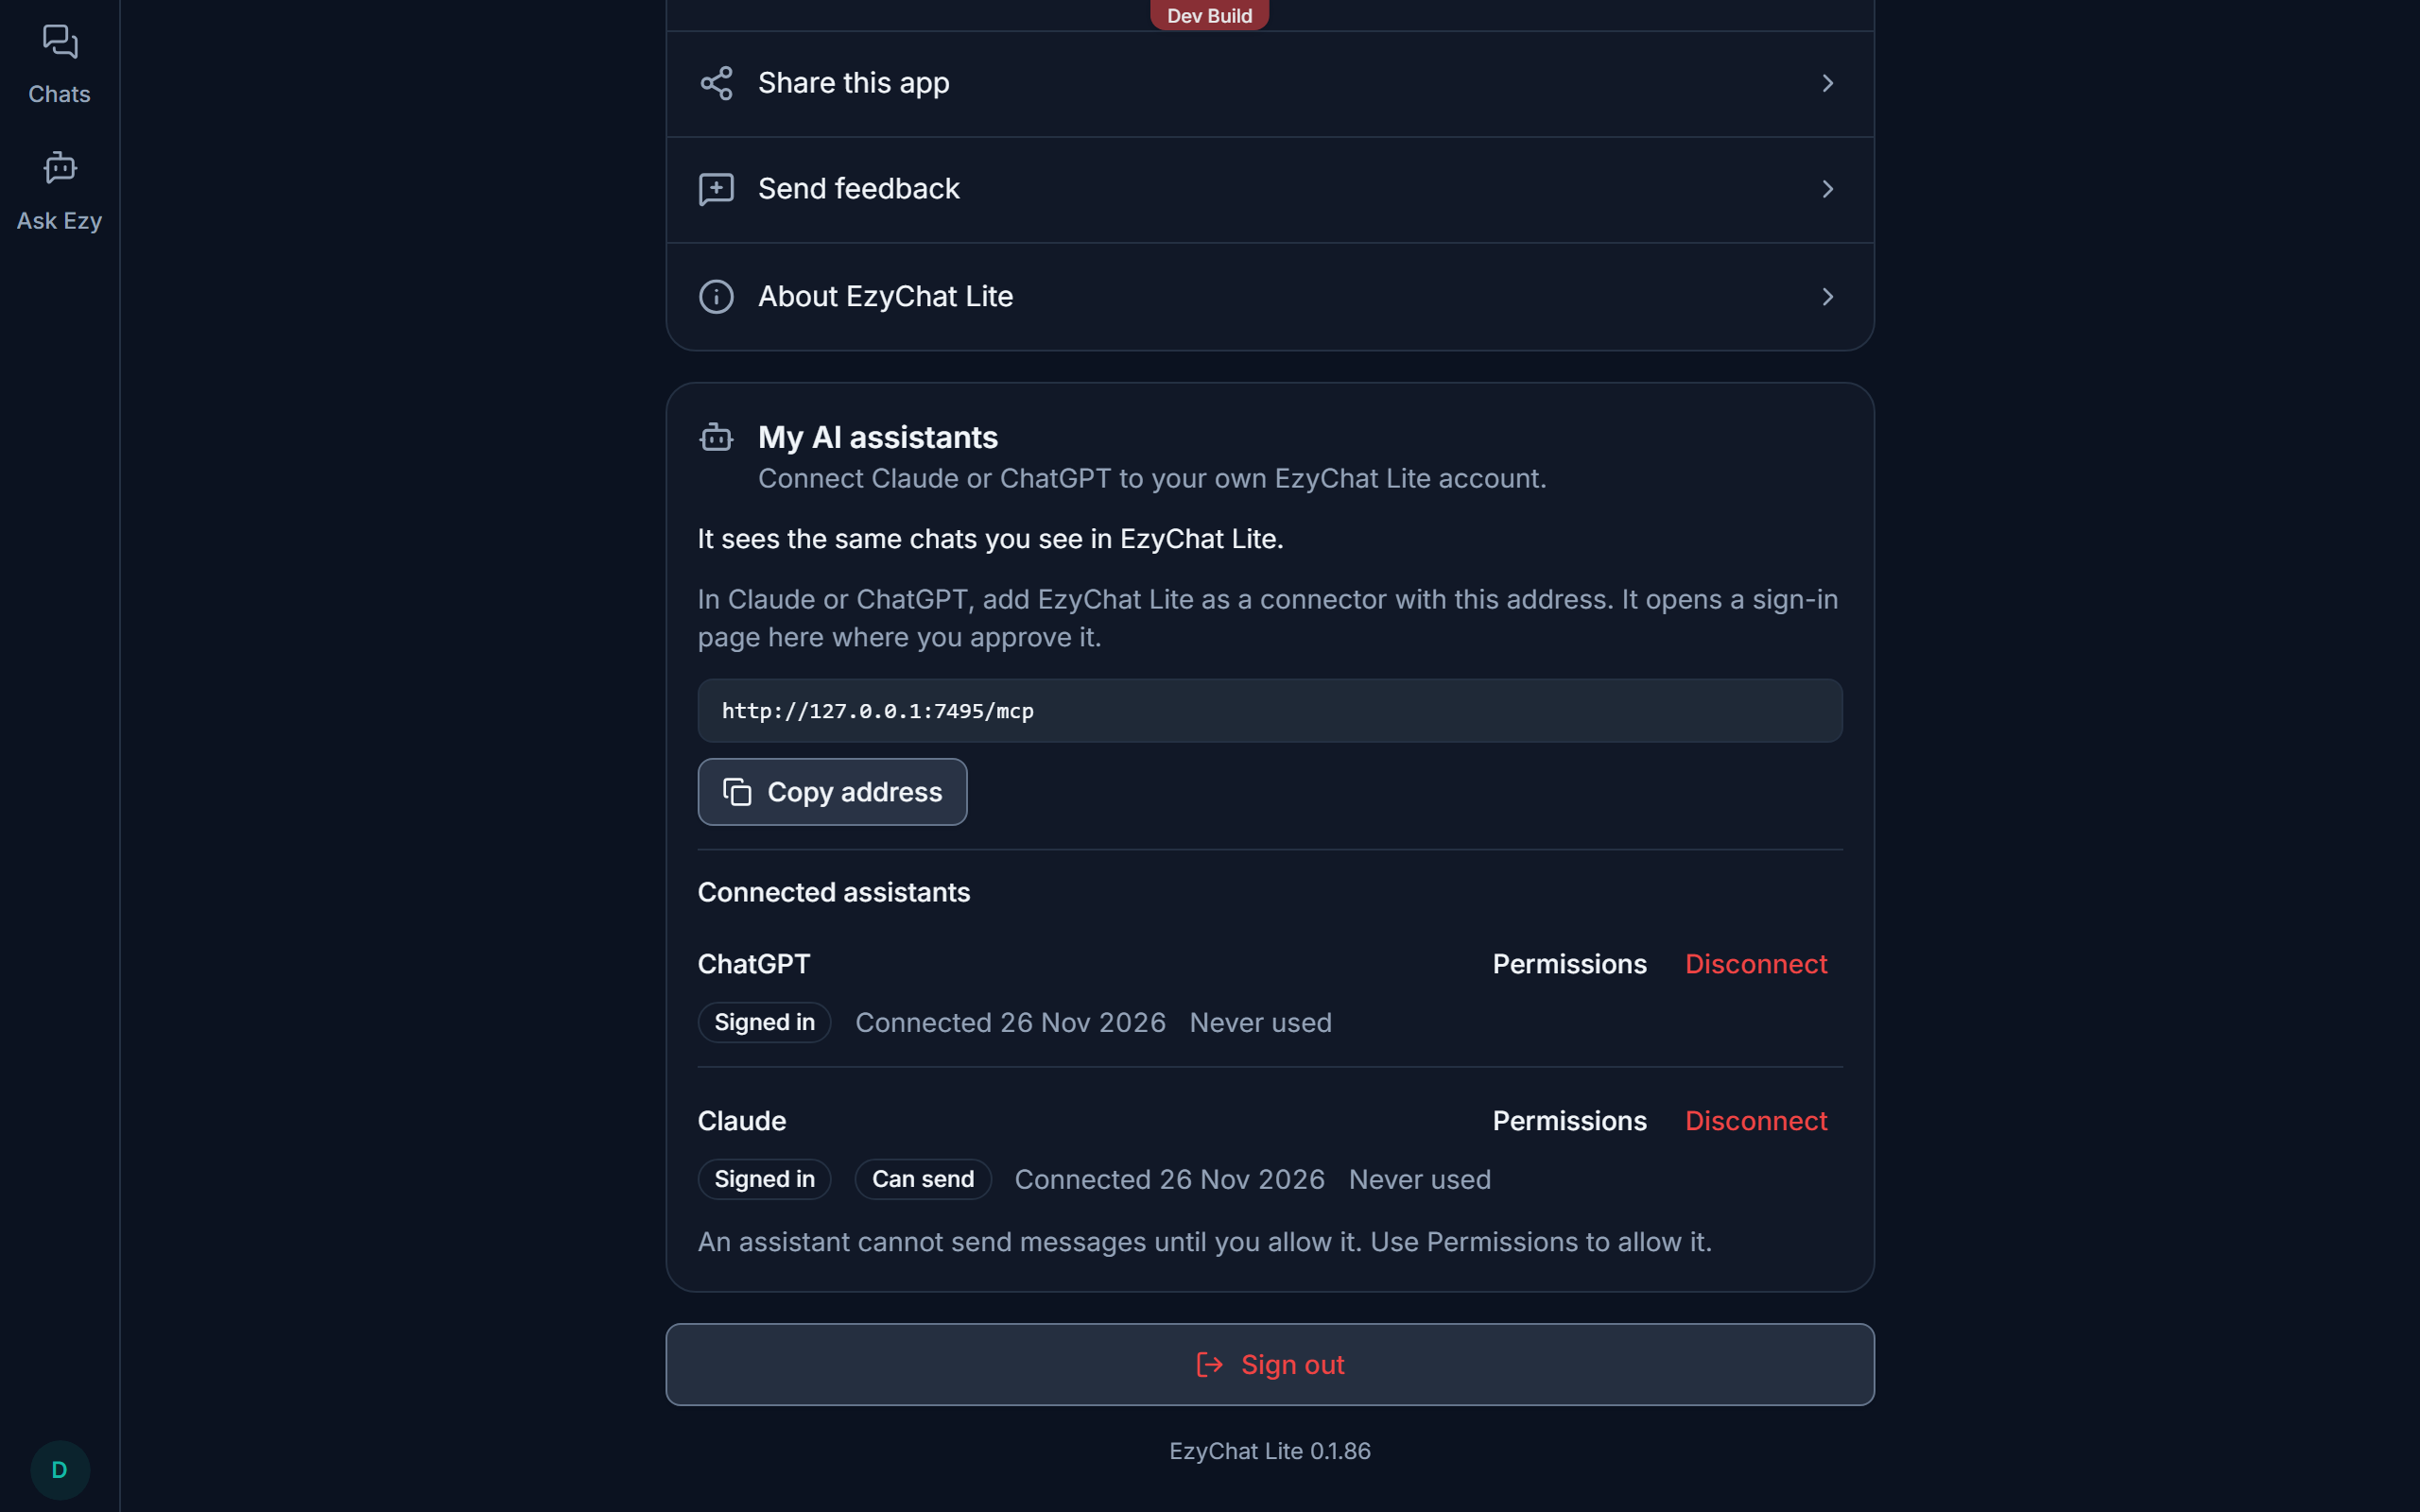 Chats
Ask Ezy
Dev Build
Share this app
Send feedback
About EzyChat Lite
My AI assistants
Connect Claude or ChatGPT to your own EzyChat Lite account.
It sees the same chats you see in EzyChat Lite.
In Claude or ChatGPT, add EzyChat Lite as a connector with this address. It opens a sign-in
page here where you approve it.
http://127.0.0.1:7495/mcp
Copy address
Connected assistants
ChatGPT Permissions Disconnect
Signed in Connected 26 Nov 2026 Never used
Claude Permissions Disconnect
Signed in Can send Connected 26 Nov 2026 Never used
An assistant cannot send messages until you allow it. Use Permissions to allow it.
Sign out
EzyChat Lite 0.1.86
D